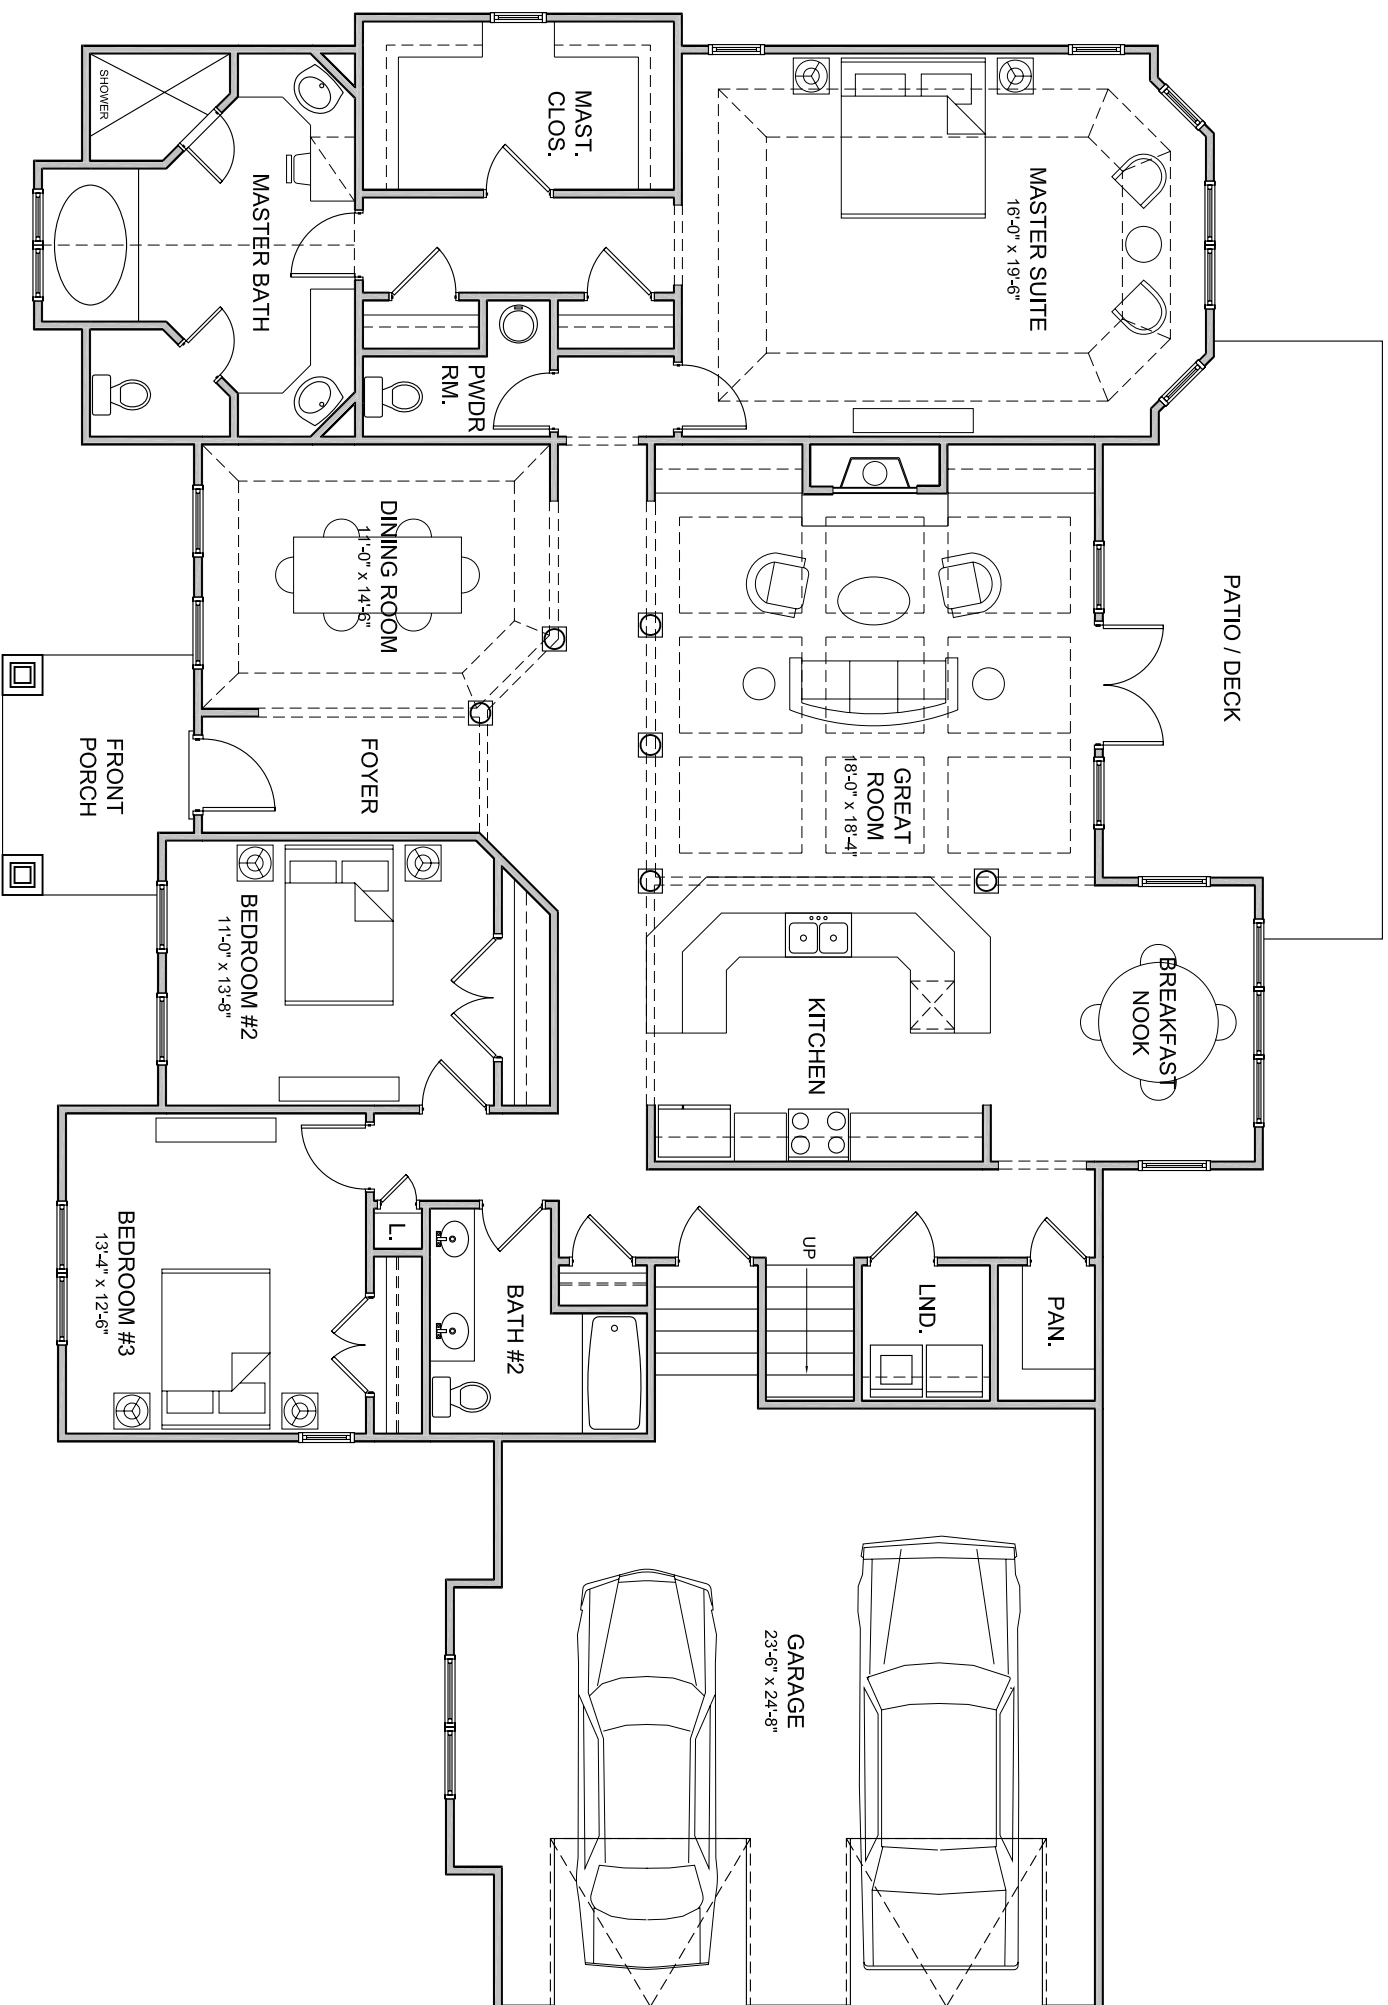 PATIO / DECK
MASTER SUITE
16'-0" x 19'-6"
BREAKFAST
NOOK
GREAT
ROOM
18'-0" x 18'-4"
KITCHEN
PAN.
LND.
UP
GARAGE
23'-6" x 24'-8"
MAST.
CLOS.
PWDR
RM.
MASTER BATH
SHOWER
DINING ROOM
11'-0" x 14'-6"
FOYER
FRONT
PORCH
BEDROOM #2
11'-0" x 13'-8"
BATH #2
L.
BEDROOM #3
13'-4" x 12'-6"